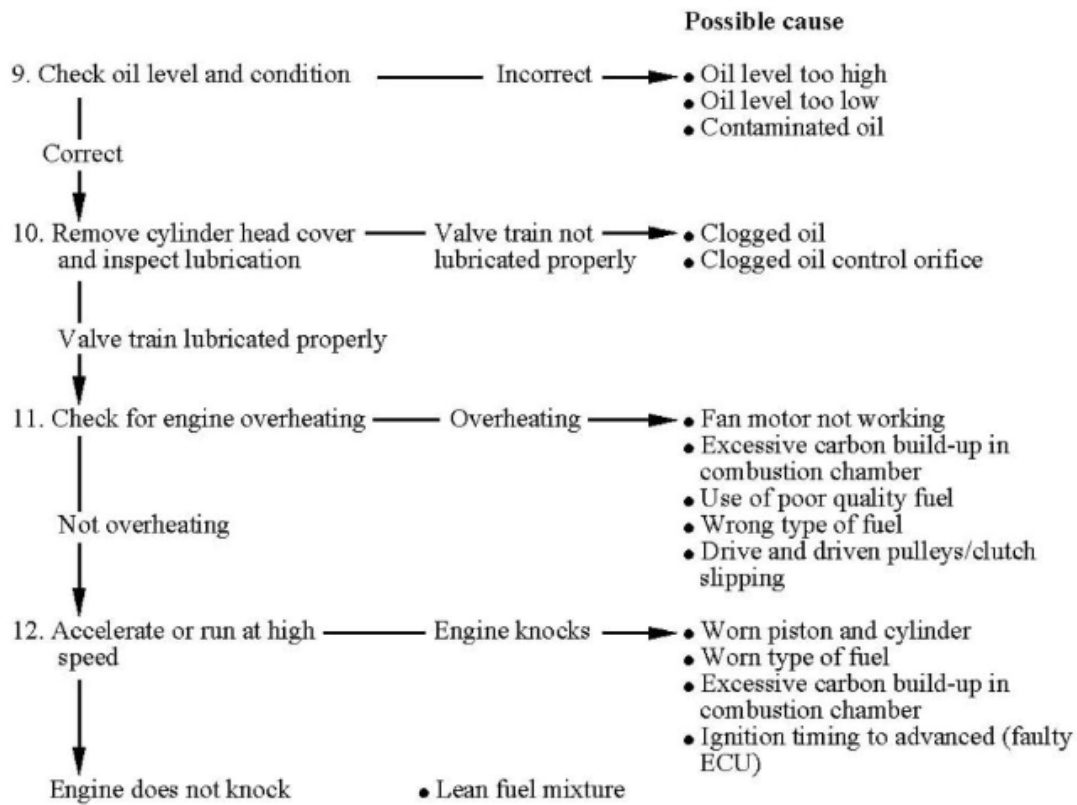 Possible cause
9. Check oil level and condition Incorrect • Oil level too high
• Oil level too low
• Contaminated oil
Correct
10. Remove cylinder head cover Valve train not • Clogged oil
and inspect lubrication lubricated properly • Clogged oil control orifice
Valve train lubricated properly
11. Check for engine overheating Overheating • Fan motor not working
• Excessive carbon build-up in
combustion chamber
• Use of poor quality fuel
Not overheating • Wrong type of fuel
• Drive and driven pulleys/clutch
slipping
12. Accelerate or run at high Engine knocks • Worn piston and cylinder
speed • Worn type of fuel
• Excessive carbon build-up in
combustion chamber
• Ignition timing to advanced (faulty
ECU)
Engine does not knock • Lean fuel mixture